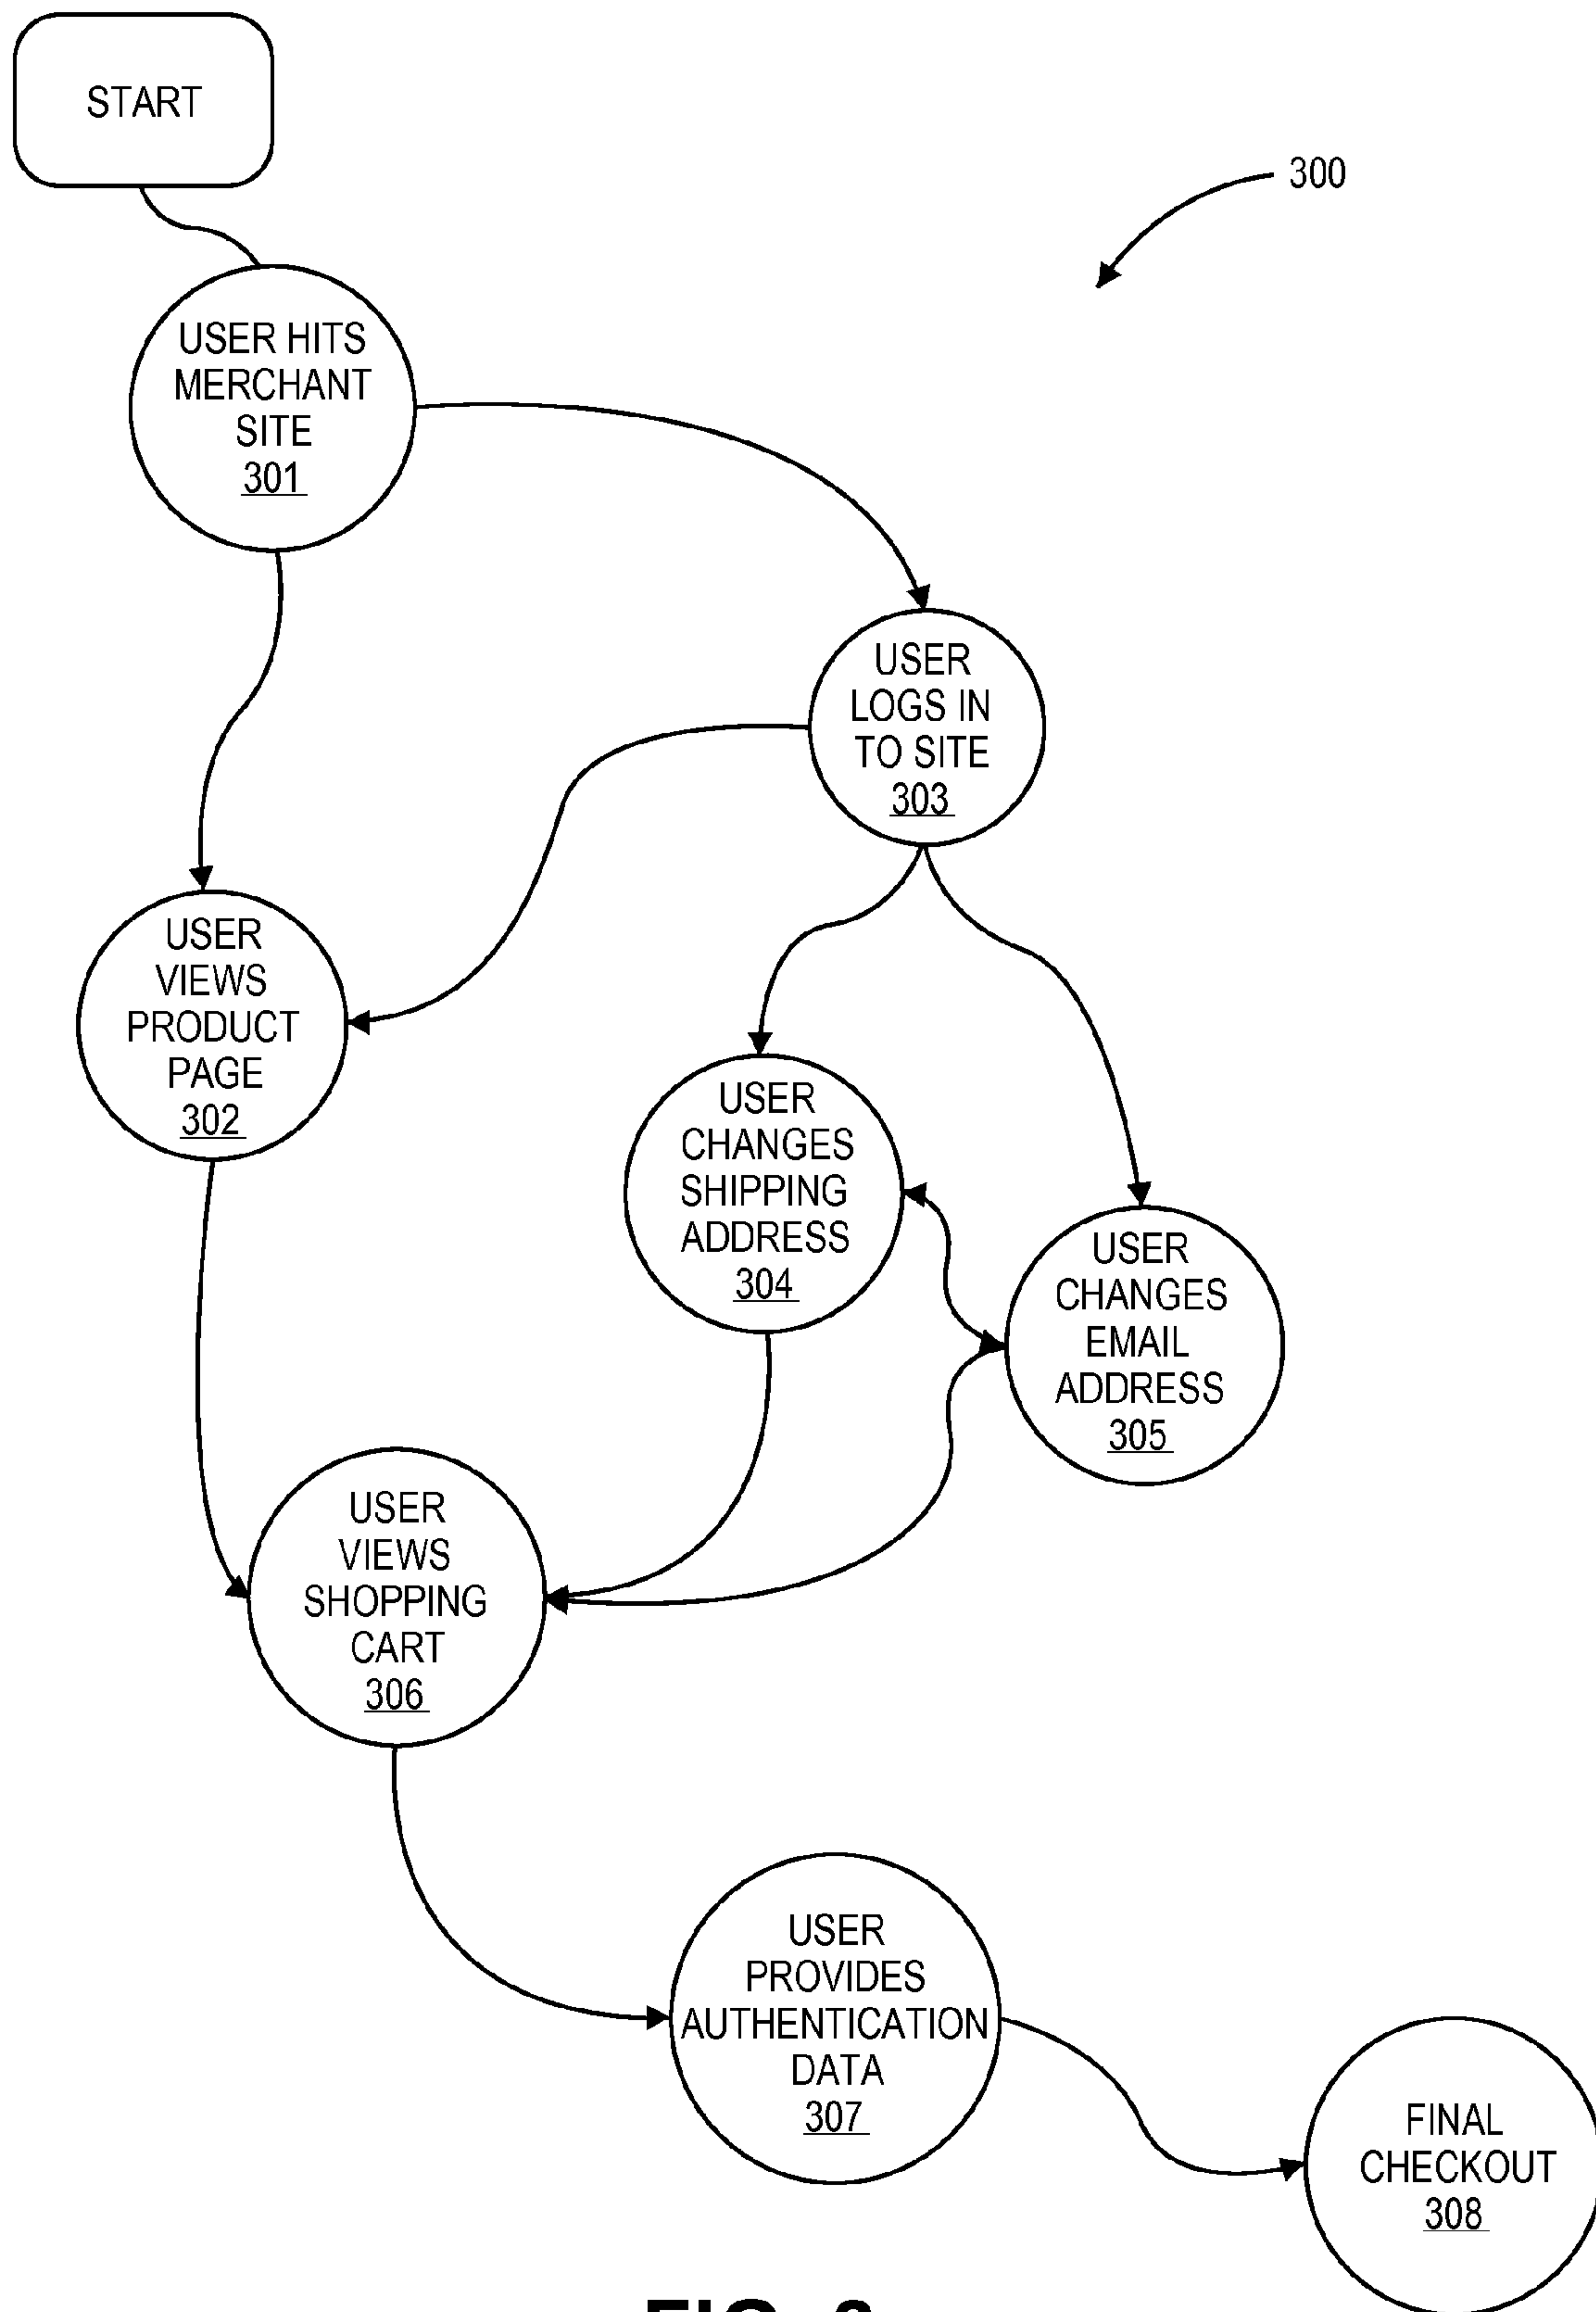 START
300
USER HITS
MERCHANT
SITE
301
USER
LOGS IN
TO SITE
303
USER
VIEWS
PRODUCT
PAGE
302
USER
CHANGES
SHIPPING
ADDRESS
304
USER
CHANGES
EMAIL
ADDRESS
305
USER
VIEWS
SHOPPING
CART
306
USER
PROVIDES
AUTHENTICATION
DATA
307
FINAL
CHECKOUT
308
FIG.